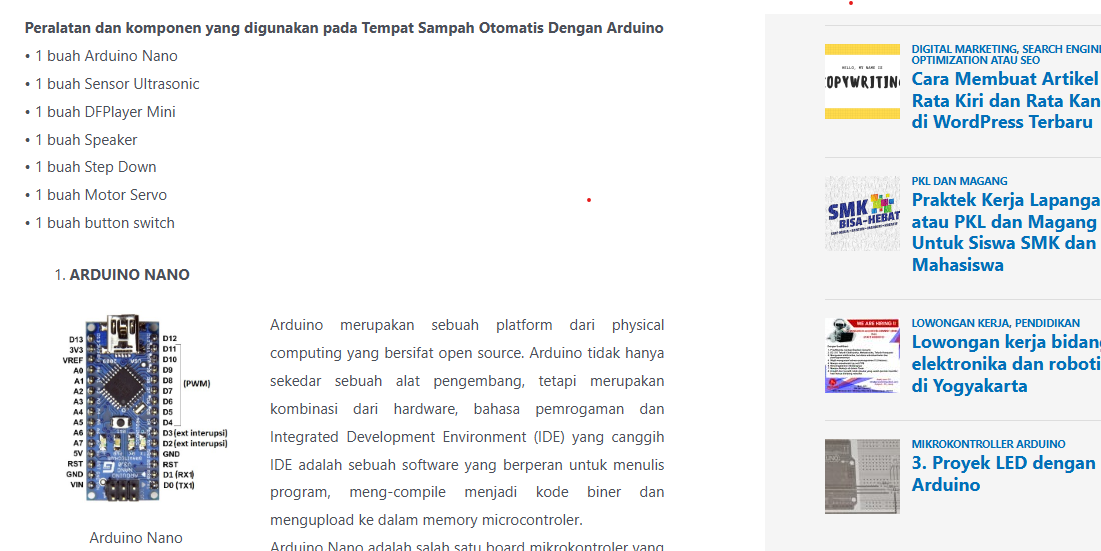 Peralatan dan komponen yang digunakan pada Tempat Sampah Otomatis Dengan Arduino
• 1 buah Arduino Nano
• 1 buah Sensor Ultrasonic
• 1 buah DFPlayer Mini
• 1 buah Speaker
• 1 buah Step Down
• 1 buah Motor Servo
• 1 buah button switch
1. ARDUINO NANO
D13
3V3
VREF
A0
A1
A2
A3
A4
A5
A6
A7
5V
RST
GND
VIN
D12
D11
D10
D9
D8
D7
D6
D5
D4
D3 (ext interupsi)
D2 (ext interupsi)
GND
RST
D1 (RX1)
D0 (TX1)
(PWM)
Arduino Nano
Arduino merupakan sebuah platform dari physical
computing yang bersifat open source. Arduino tidak hanya
sekedar sebuah alat pengembang, tetapi merupakan
kombinasi dari hardware, bahasa pemrogaman dan
Integrated Development Environment (IDE) yang canggih
IDE adalah sebuah software yang berperan untuk menulis
program, meng-compile menjadi kode biner dan
mengupload ke dalam memory microcontroler.
Arduino Nano adalah salah satu board mikrokontroler yang
HELLO, MY NAME IS
COPYWRITING
DIGITAL MARKETING, SEARCH ENGIN
OPTIMIZATION ATAU SEO
Cara Membuat Artikel
Rata Kiri dan Rata Kan
di WordPress Terbaru
SMK
BISA-HEBAT
PKL DAN MAGANG
Praktek Kerja Lapanga
atau PKL dan Magang
Untuk Siswa SMK dan
Mahasiswa
WE ARE HIRING !!
LOWONGAN KERJA, PENDIDIKAN
Lowongan kerja bidang
elektronika dan roboti
di Yogyakarta
MIKROKONTROLLER ARDUINO
3. Proyek LED dengan
Arduino